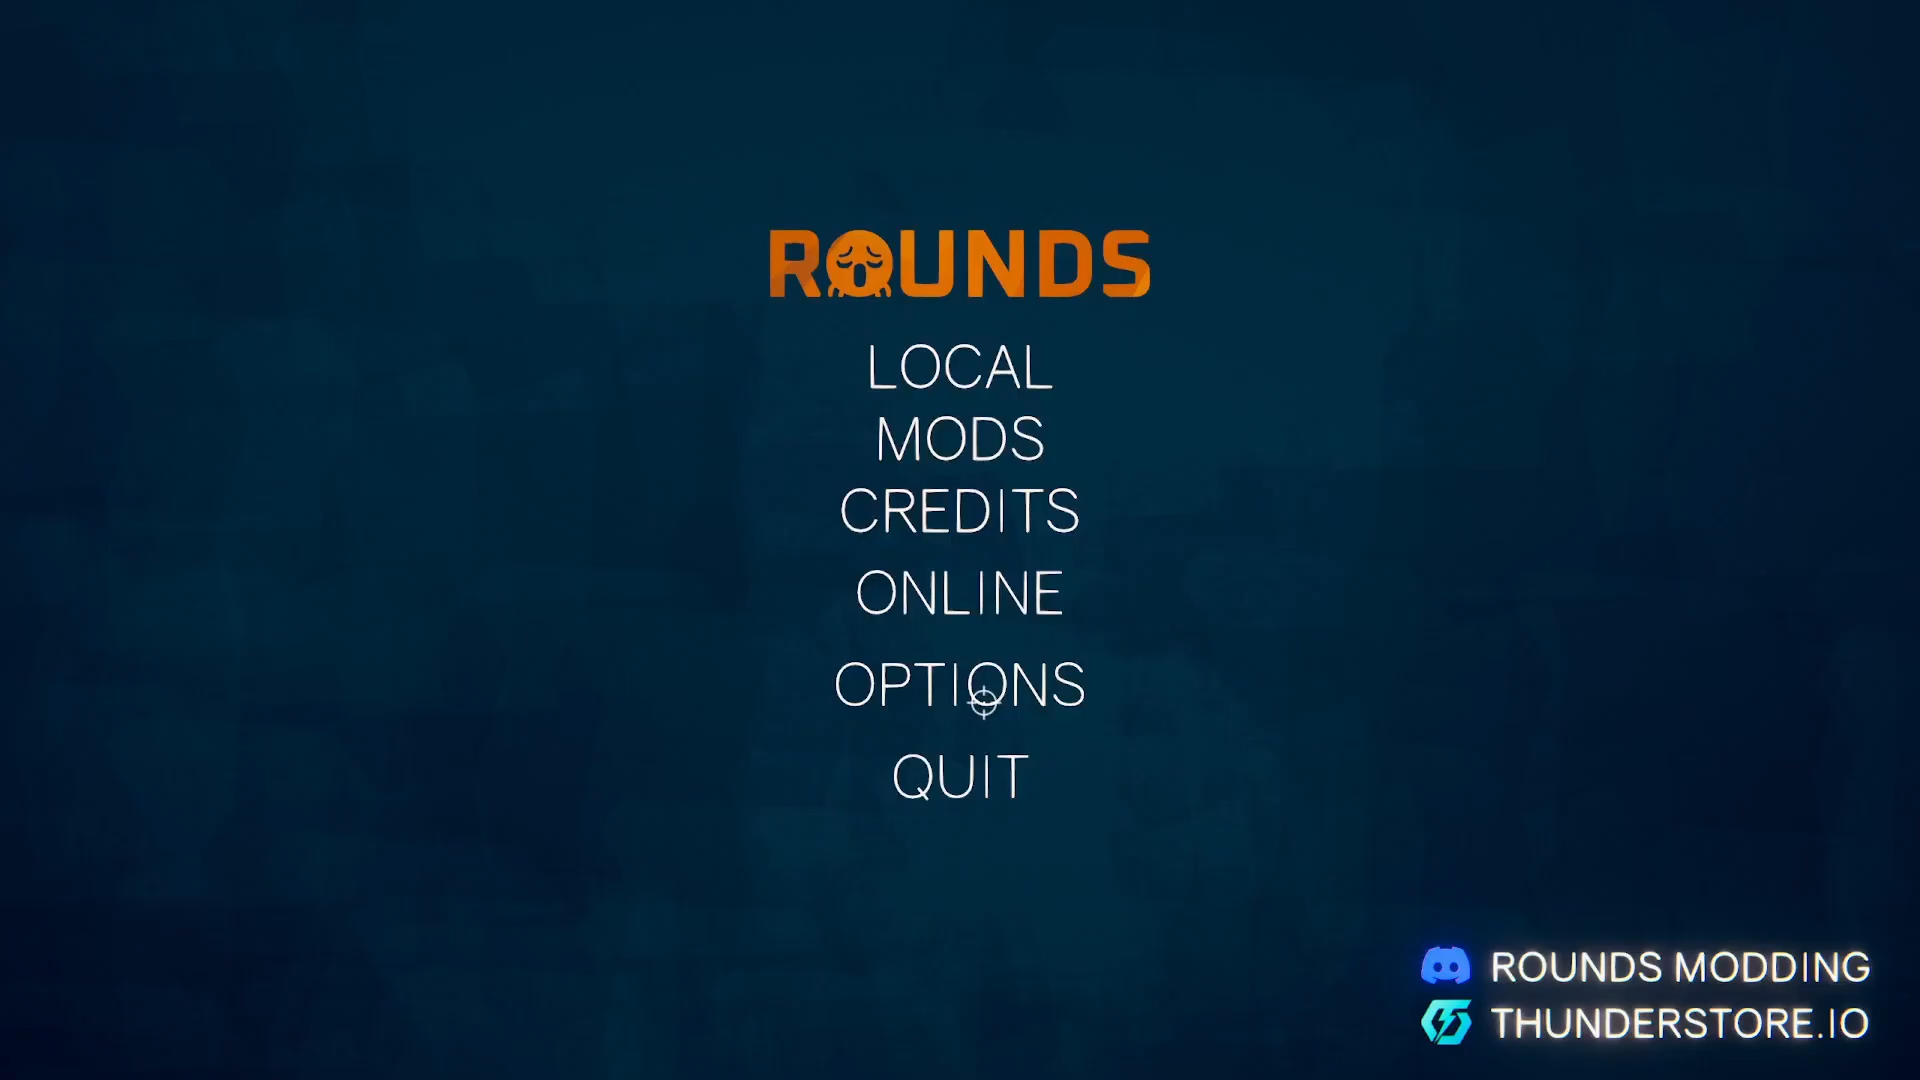 ROUNDS
LOCAL
MODS
CREDITS
ONLINE
OPTIONS
QUIT
ROUNDS MODDING
THUNDERSTORE.IO